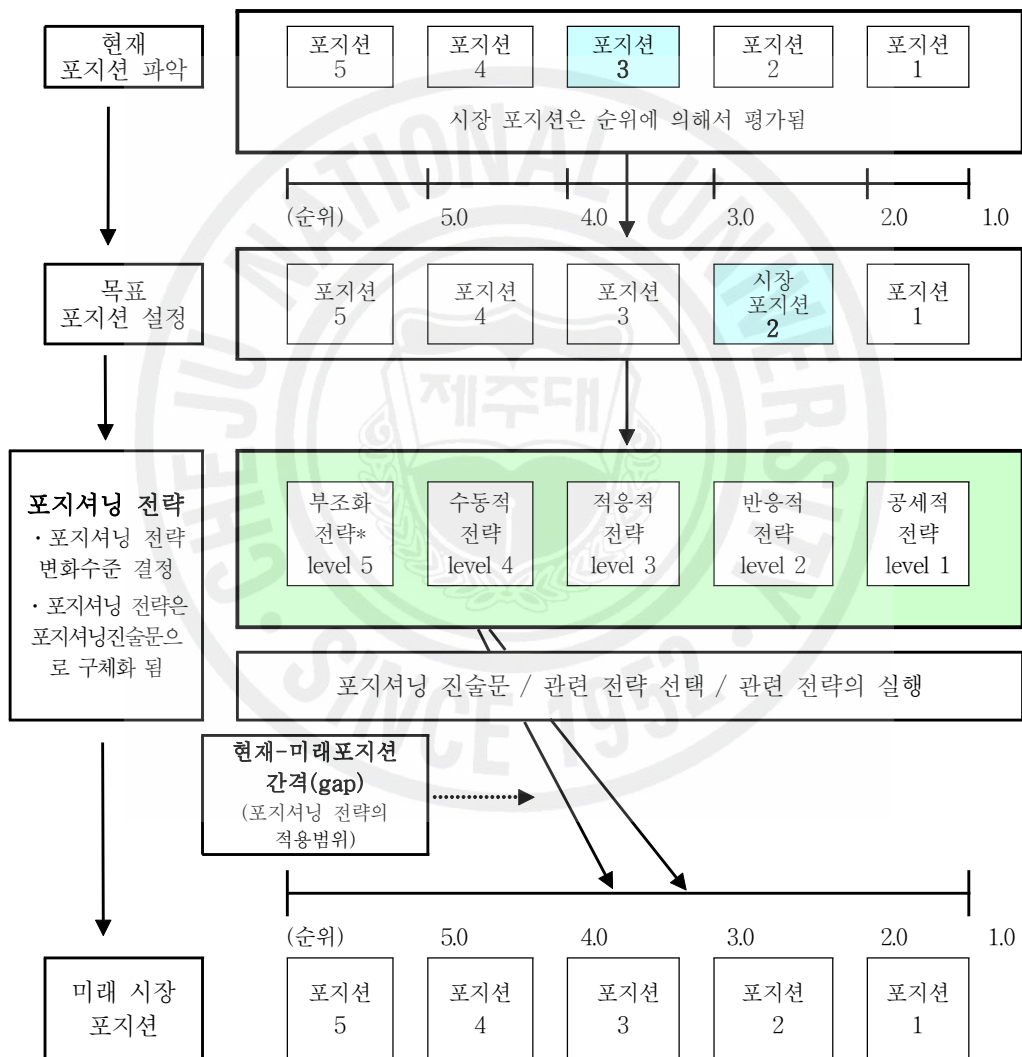 현재
포지션 파악
포지션
5
포지션
4
포지션
3
포지션
2
포지션
1
시장 포지션은 순위에 의해서 평가됨
(순위) 5.0 4.0 3.0 2.0 1.0
목표
포지션 설정
포지션
5
포지션
4
포지션
3
시장
포지션
2
포지션
1
포지셔닝 전략
· 포지셔닝 전략
변화수준 결정
· 포지셔닝 전략은
포지셔닝진술문으
로 구체화 됨
부조화
전략*
level 5
수동적
전략
level 4
적응적
전략
level 3
반응적
전략
level 2
공세적
전략
level 1
포지셔닝 진술문 / 관련 전략 선택 / 관련 전략의 실행
현재-미래포지션
간격(gap)
(포지셔닝 전략의
적용범위)
(순위) 5.0 4.0 3.0 2.0 1.0
미래 시장
포지션
포지션
5
포지션
4
포지션
3
포지션
2
포지션
1
CHEJU NATIONAL UNIVERSITY
제주대
SINCE 1952